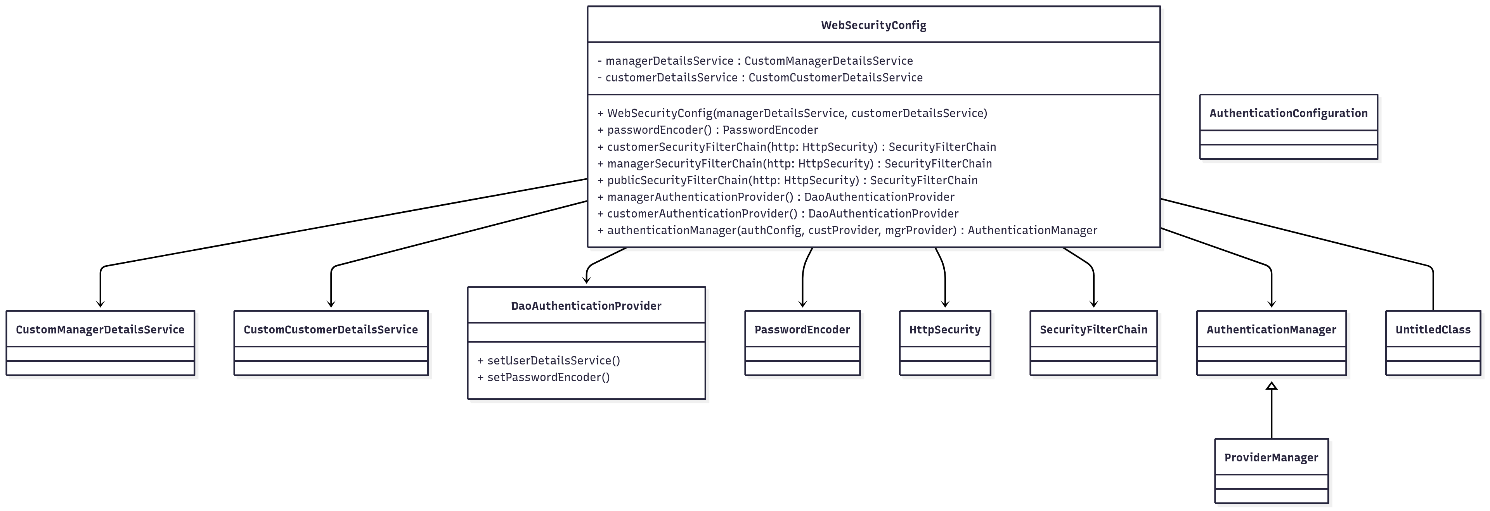 WebSecurityConfig
- managerDetailsService : CustomManagerDetailsService
- customerDetailsService : CustomCustomerDetailsService
+ WebSecurityConfig(managerDetailsService, customerDetailsService)
+ passwordEncoder() : PasswordEncoder
+ customerSecurityFilterChain(http: HttpSecurity) : SecurityFilterChain
+ managerSecurityFilterChain(http: HttpSecurity) : SecurityFilterChain
+ publicSecurityFilterChain(http: HttpSecurity) : SecurityFilterChain
+ managerAuthenticationProvider() : DaoAuthenticationProvider
+ customerAuthenticationProvider() : DaoAuthenticationProvider
+ authenticationManager(authConfig, custProvider, mgrProvider) : AuthenticationManager
AuthenticationConfiguration
CustomManagerDetailsService
CustomCustomerDetailsService
DaoAuthenticationProvider
+ setUserDetailsService()
+ setPasswordEncoder()
PasswordEncoder
HttpSecurity
SecurityFilterChain
AuthenticationManager
UntitledClass
ProviderManager